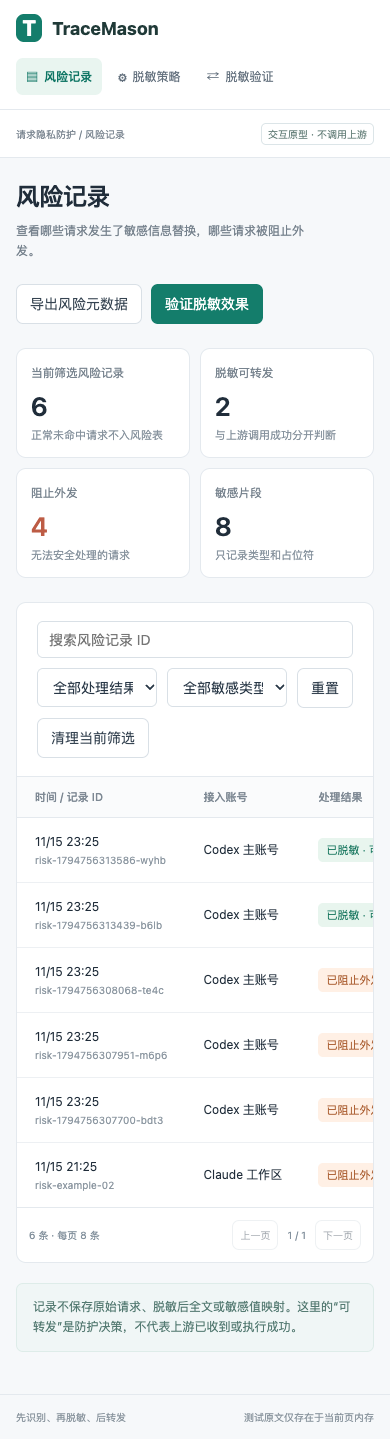 T TraceMason
风险记录 脱敏策略 脱敏验证
请求隐私防护 / 风险记录 交互原型 · 不调用上游
风险记录
查看哪些请求发生了敏感信息替换，哪些请求被阻止外
发。
导出风险元数据 验证脱敏效果
当前筛选风险记录 脱敏可转发
6 2
正常未命中请求不入风险表 与上游调用成功分开判断
阻止外发 敏感片段
4 8
无法安全处理的请求 只记录类型和占位符
搜索风险记录 ID
全部处理结果 全部敏感类型 重置
清理当前筛选
时间 / 记录 ID 接入账号 处理结果
11/15 23:25
risk-1794756313586-wyhb
Codex 主账号 已脱敏 ·
11/15 23:25
risk-1794756313439-b6lb
Codex 主账号 已脱敏 ·
11/15 23:25
risk-1794756308068-te4c
Codex 主账号 已阻止外
11/15 23:25
risk-1794756307951-m6p6
Codex 主账号 已阻止外
11/15 23:25
risk-1794756307700-bdt3
Codex 主账号 已阻止外
11/15 21:25
risk-example-02
Claude 工作区 已阻止外
6 条 · 每页 8 条 上一页 1 / 1 下一页
记录不保存原始请求、脱敏后全文或敏感值映射。这里的“可
转发”是防护决策，不代表上游已收到或执行成功。
先识别、再脱敏、后转发 测试原文仅存在于当前页内存